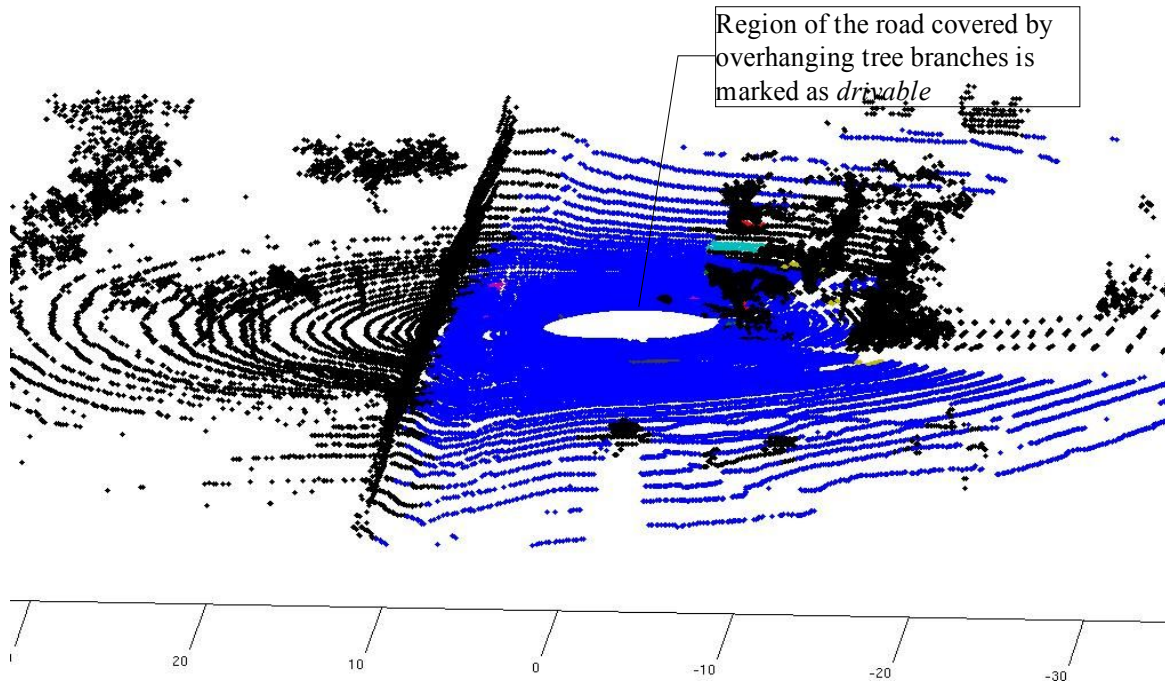 Region of the road covered by
overhanging tree branches is
marked as drivable
20
10
0
-10
-20
-30